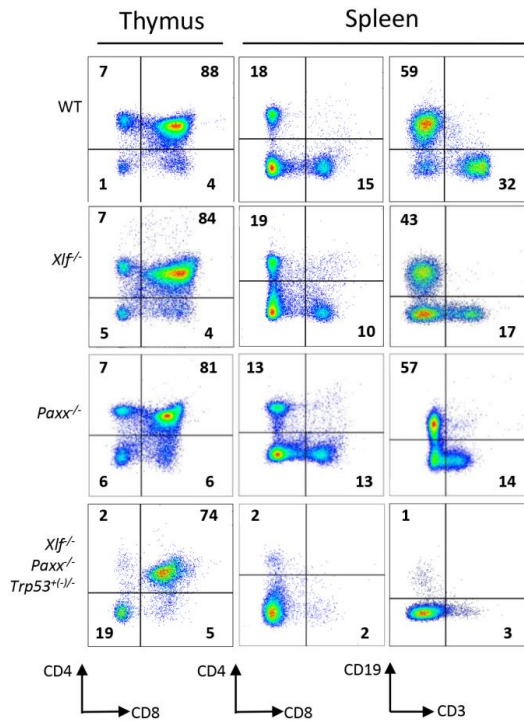 Thymus Spleen
7 88 18 59
WT
1 4 15 32
7 84 19 43
Xlf-/-
5 4 10 17
7 81 13 57
Paxx-/-
6 6 13 14
2 74 2 1
Xlf-/-
Paxx-/-
Trp53+(-)/-
19 5 2 3
CD4 CD4 CD19
CD8 CD8 CD3